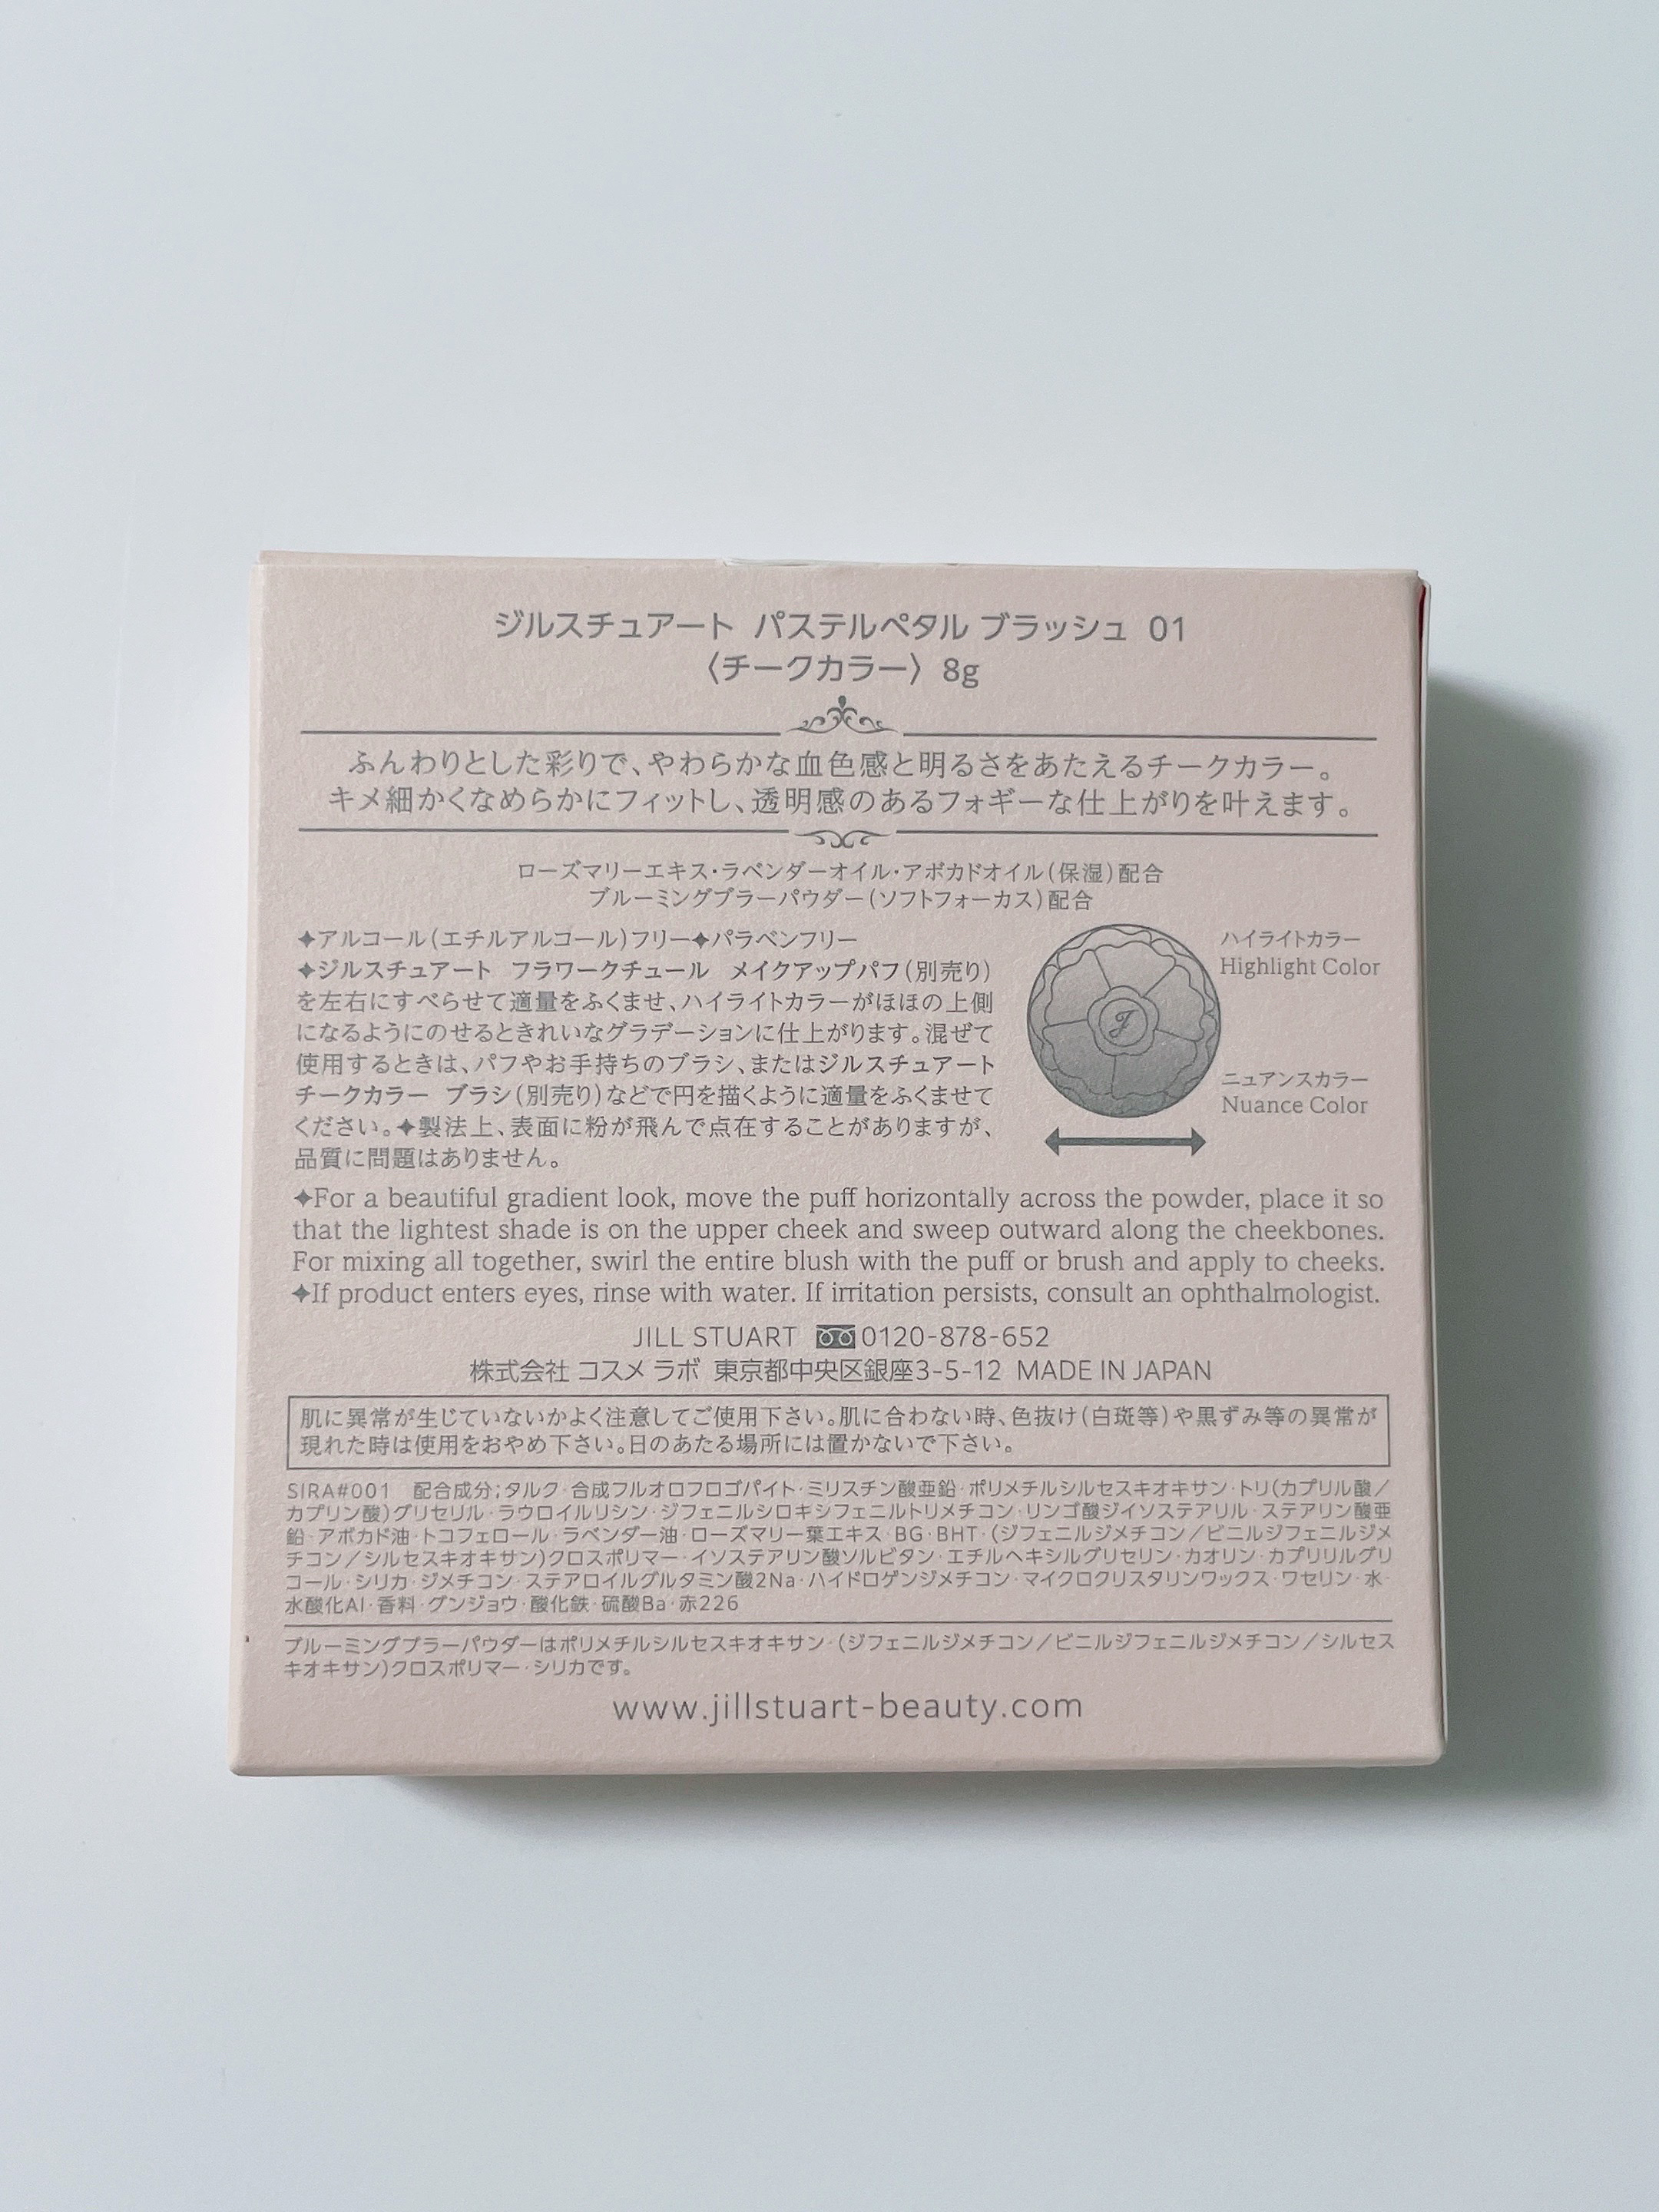 ジルスチュアート パステルペタル ブラッシュ 01
〈チークカラー〉 8g
ふんわりとした彩りで、やわらかな血色感と明るさをあたえるチークカラー。
キメ細かくなめらかにフィットし、透明感のあるフォギーな仕上がりを叶えます。
ローズマリーエキス・ラベンダーオイル・アボカドオイル(保湿)配合
ブルーミングブラーパウダー(ソフトフォーカス)配合
✦アルコール(エチルアルコール)フリー✦パラベンフリー
✦ジルスチュアート フラワークチュール メイクアップパフ(別売り)
を左右にすべらせて適量をふくませ、ハイライトカラーがほほの上側
になるようにのせるときれいなグラデーションに仕上がります。混ぜて
使用するときは、パフやお手持ちのブラシ、またはジルスチュアート
チークカラー ブラシ(別売り)などで円を描くように適量をふくませて
ください。✦製法上、表面に粉が飛んで点在することがありますが、
品質に問題はありません。
ハイライトカラー
Highlight Color
J
ニュアンスカラー
Nuance Color
✦For a beautiful gradient look, move the puff horizontally across the powder, place it so
that the lightest shade is on the upper cheek and sweep outward along the cheekbones.
For mixing all together, swirl the entire blush with the puff or brush and apply to cheeks.
✦If product enters eyes, rinse with water. If irritation persists, consult an ophthalmologist.
JILL STUART 0120-878-652
株式会社 コスメ ラボ 東京都中央区銀座3-5-12 MADE IN JAPAN
肌に異常が生じていないかよく注意してご使用下さい。肌に合わない時、色抜け(白斑等)や黒ずみ等の異常が
現れた時は使用をおやめ下さい。日のあたる場所には置かないで下さい。
SIRA#001 配合成分;タルク・合成フルオロフロゴパイト・ミリスチン酸亜鉛・ポリメチルシルセスキオキサン・トリ(カプリル酸/
カプリン酸)グリセリル・ラウロイルリシン・ジフェニルシロキシフェニルトリメチコン・リンゴ酸ジイソステアリル・ステアリン酸亜
鉛・アボカド油・トコフェロール・ラベンダー油・ローズマリー葉エキス・BG・BHT・(ジフェニルジメチコン/ビニルジフェニルジメ
チコン/シルセスキオキサン)クロスポリマー・イソステアリン酸ソルビタン・エチルヘキシルグリセリン・カオリン・カプリリルグリ
コール・シリカ・ジメチコン・ステアロイルグルタミン酸2Na・ハイドロゲンジメチコン・マイクロクリスタリンワックス・ワセリン・水・
水酸化Al・香料・グンジョウ・酸化鉄・硫酸Ba・赤226
ブルーミングブラーパウダーはポリメチルシルセスキオキサン・(ジフェニルジメチコン/ビニルジフェニルジメチコン/シルセス
キオキサン)クロスポリマー・シリカです。
www.jillstuart-beauty.com